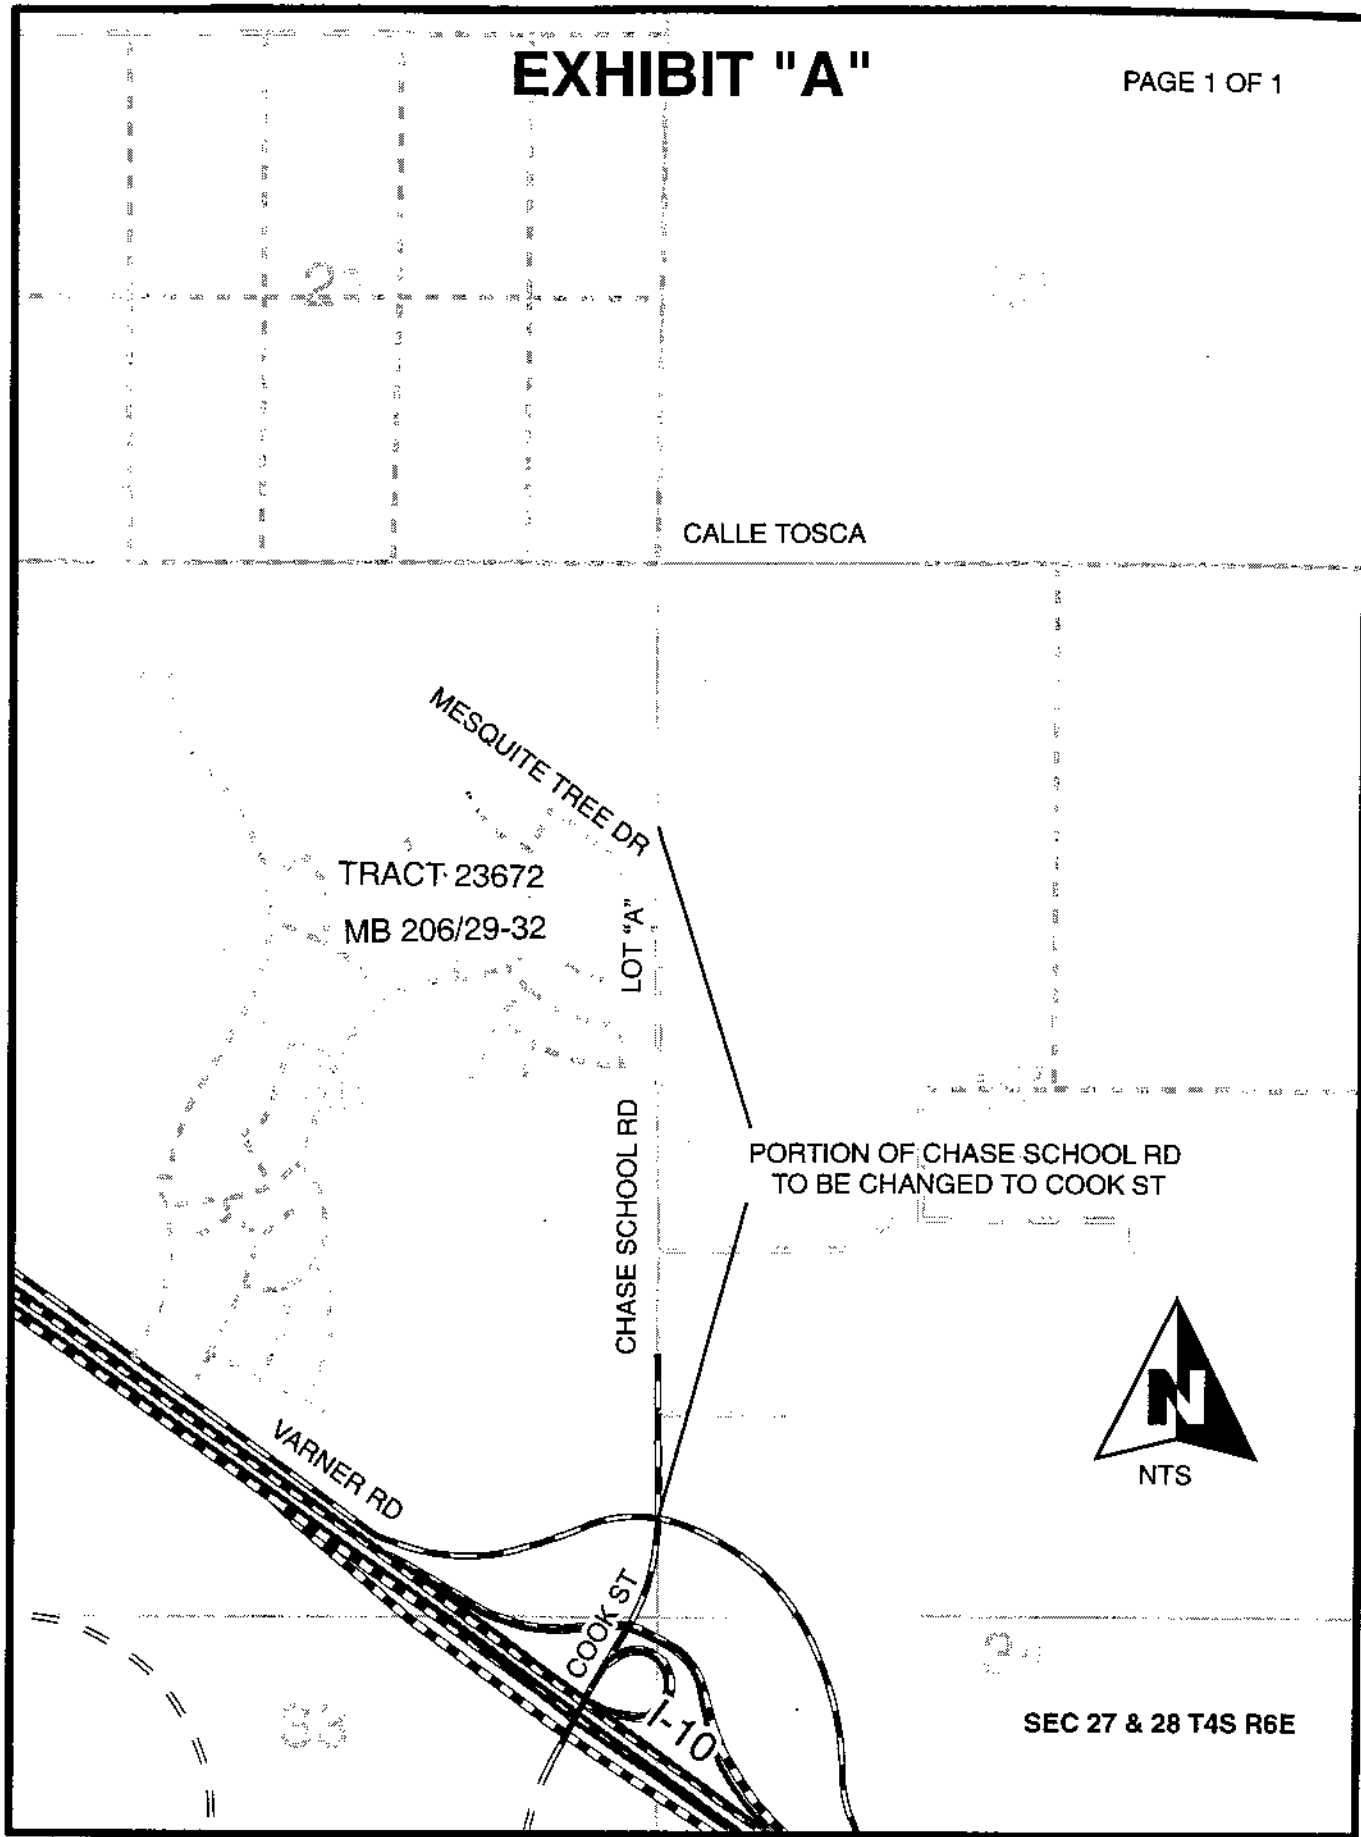 EXHIBIT "A"
PAGE 1 OF 1
CALLE TOSCA
MESQUITE TREE DR
TRACT 23672
MB 206/29-32
LOT "A"
CHASE SCHOOL RD
PORTION OF CHASE SCHOOL RD
TO BE CHANGED TO COOK ST
N
NTS
VARNER RD
COOK ST
I-10
33
SEC 27 & 28 T4S R6E